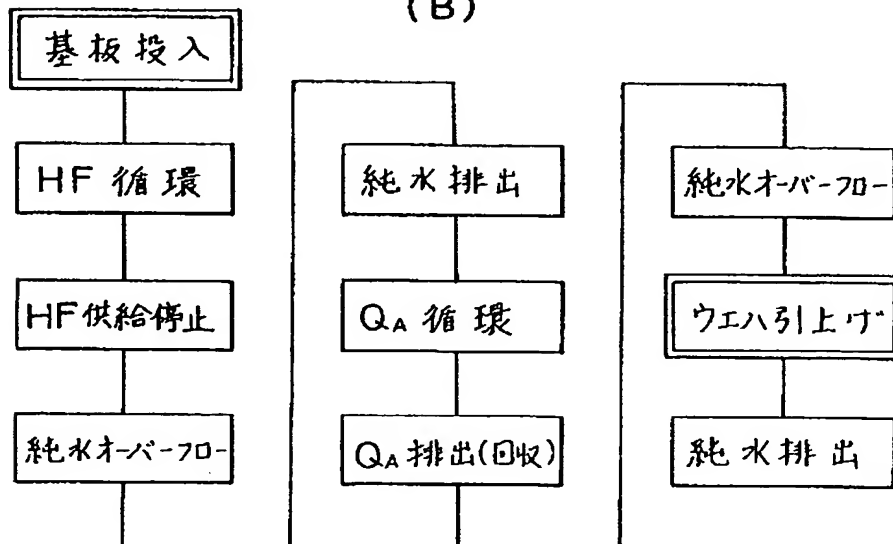 (B)
基板投入
HF循環
HF供給停止
純水オーバーフロー
純水排出
QA循環
QA排出(回収)
純水オーバーフロー
ウエハ引上げ
純水排出